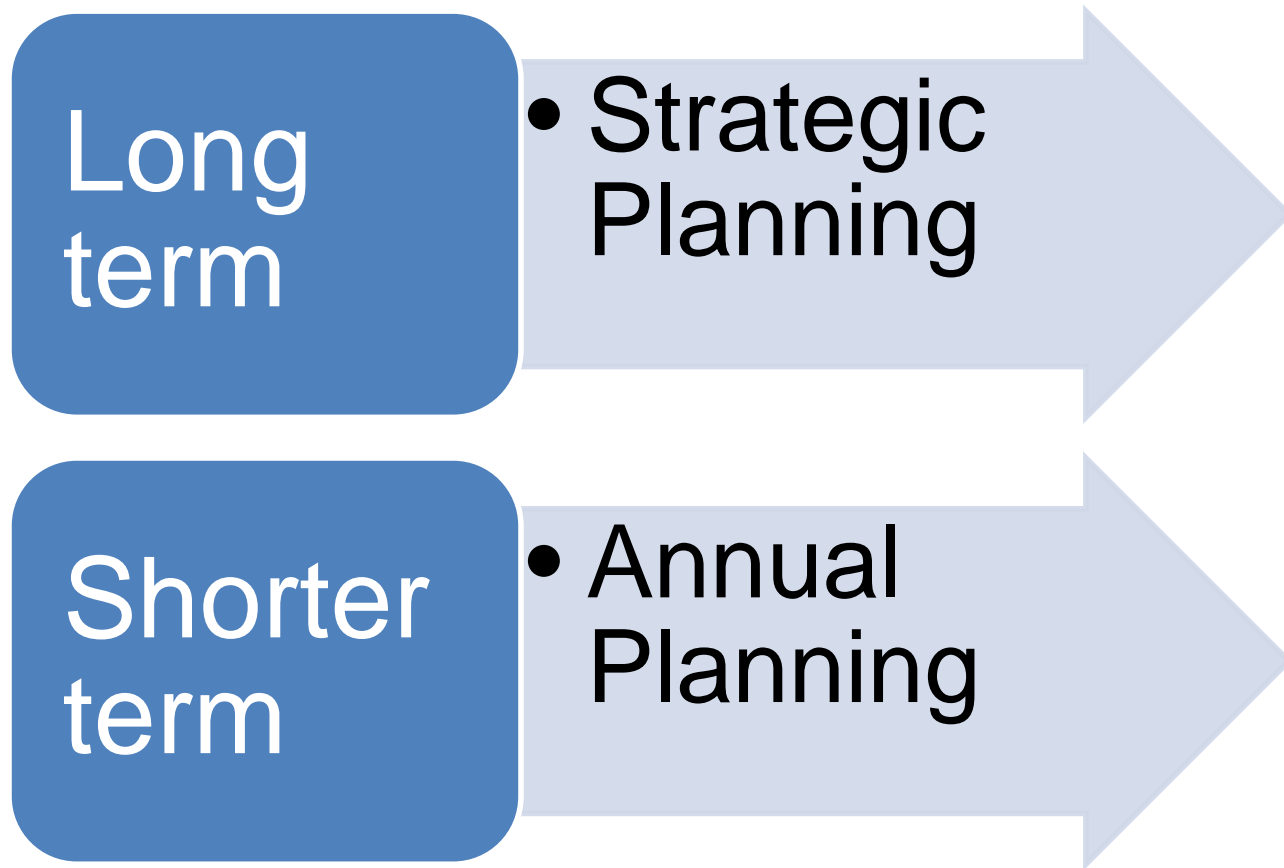 Long
term
• Strategic
Planning
Shorter
term
• Annual
Planning